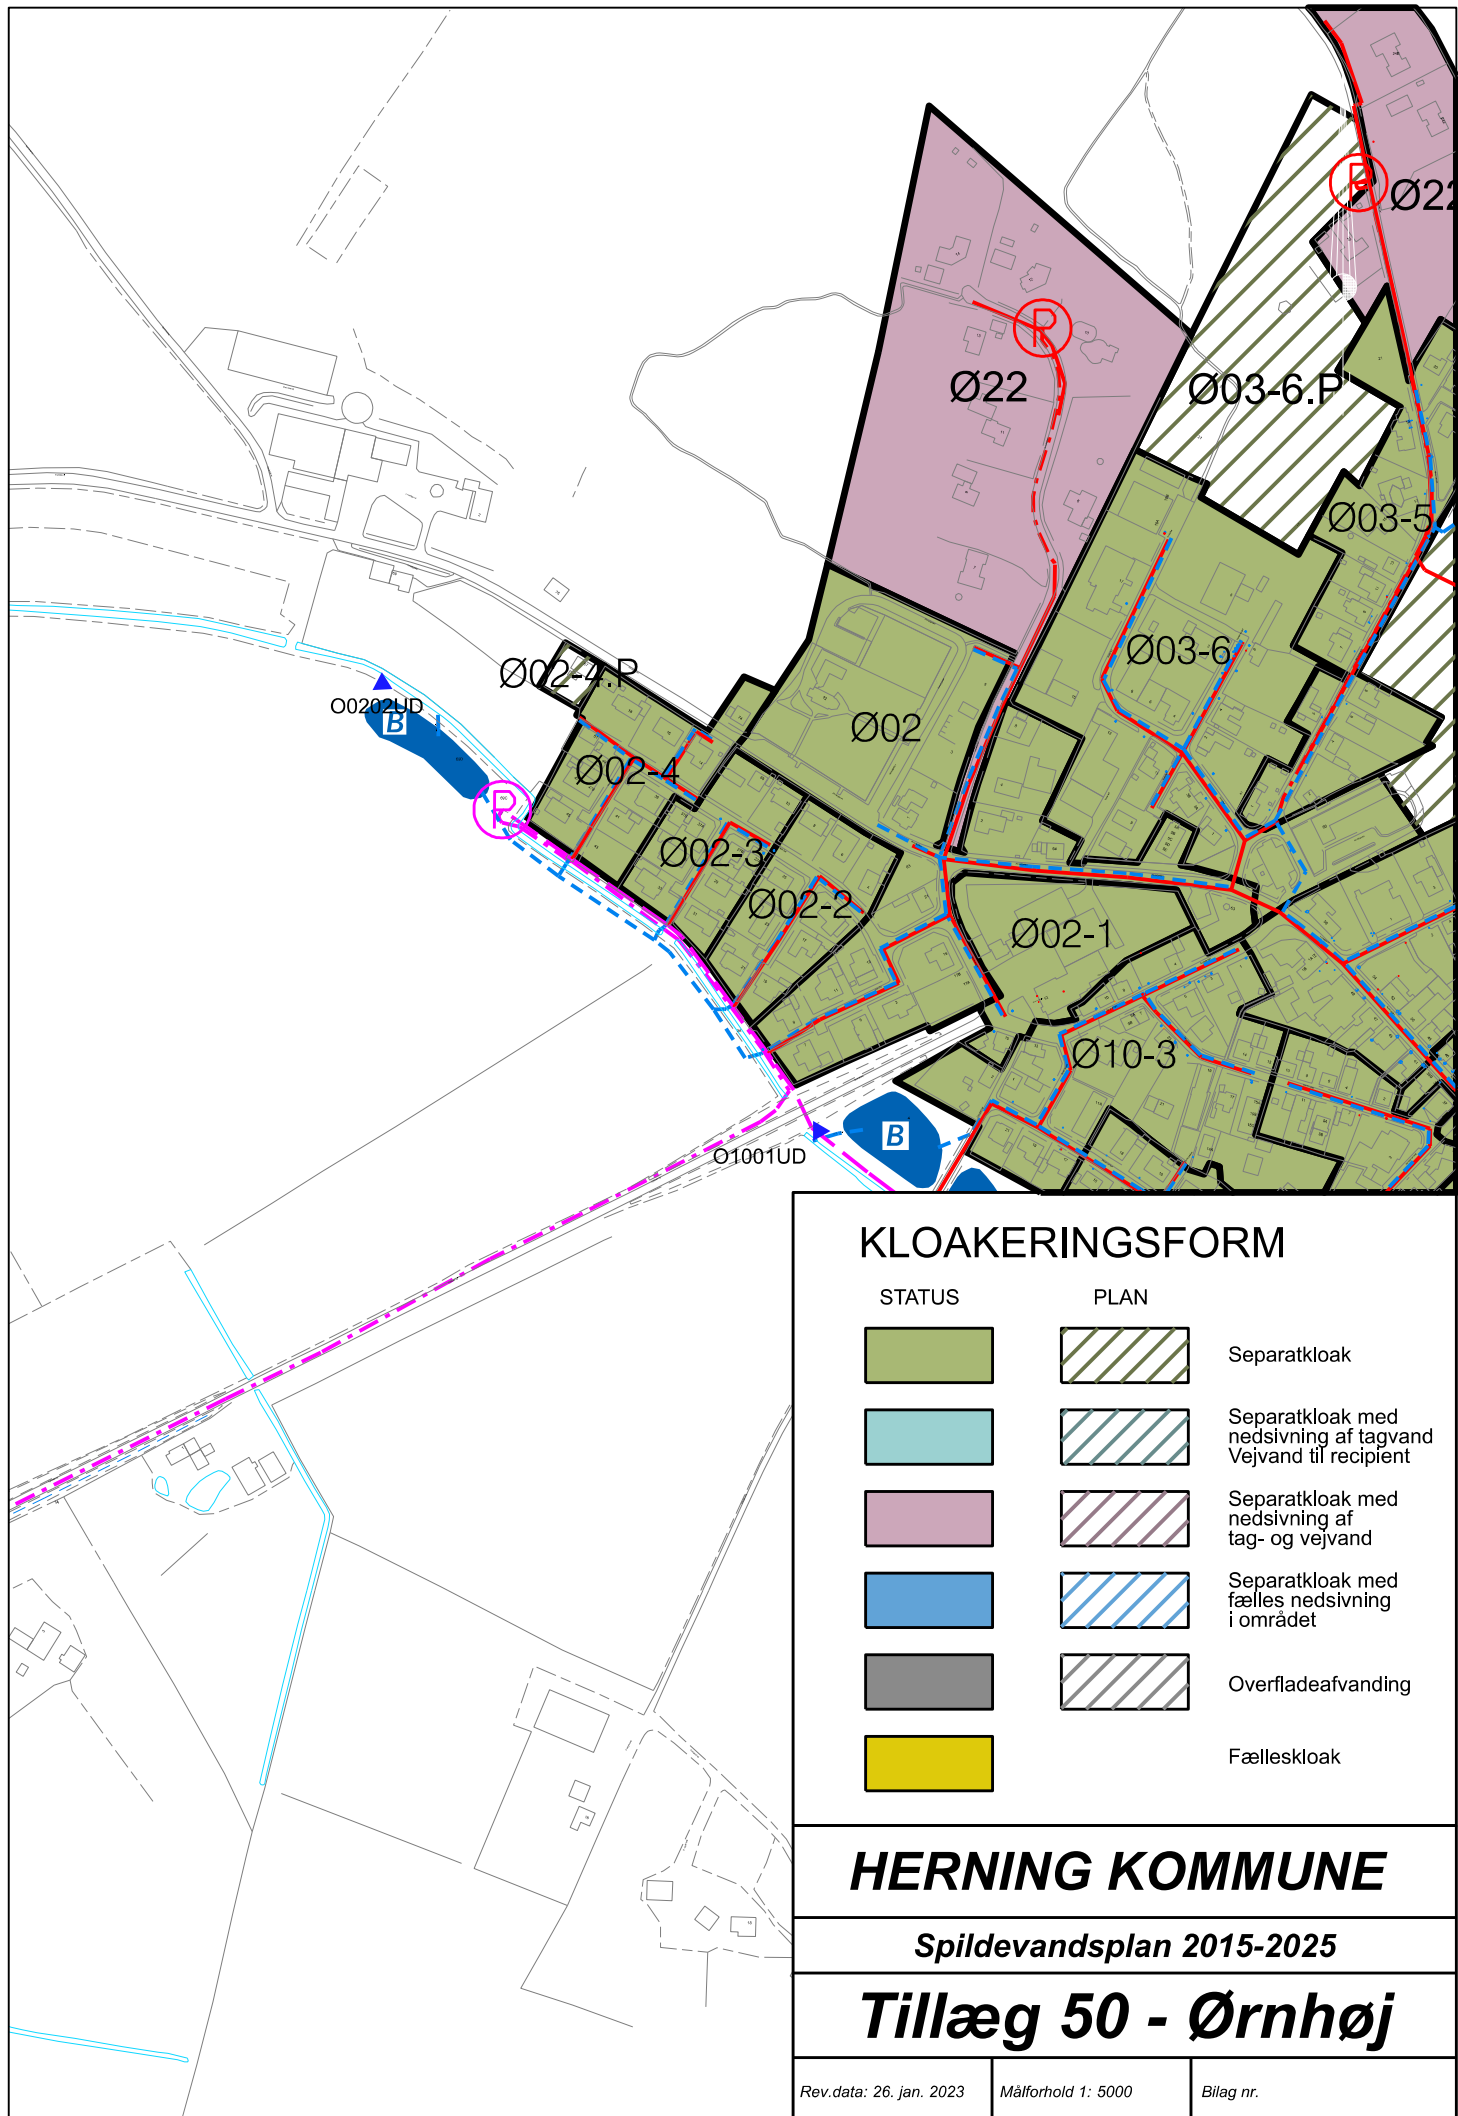 Ø22
P
Ø22
P
Ø03-6.P
Ø03-5
Ø03-6
Ø02-4.P
O0202UD
B
Ø02
Ø02-4
P
Ø02-3
Ø02-2
Ø02-1
Ø10-3
B
O1001UD
KLOAKERINGSFORM
STATUS PLAN
Separatkloak
Separatkloak med
nedsivning af tagvand
Vejvand til recipient
Separatkloak med
nedsivning af
tag- og vejvand
Separatkloak med
fælles nedsivning
i området
Overfladeafvanding
Fælleskloak
HERNING KOMMUNE
Spildevandsplan 2015-2025
Tillæg 50 - Ørnhøj
Rev.data: 26. jan. 2023
Målforhold 1: 5000
Bilag nr.